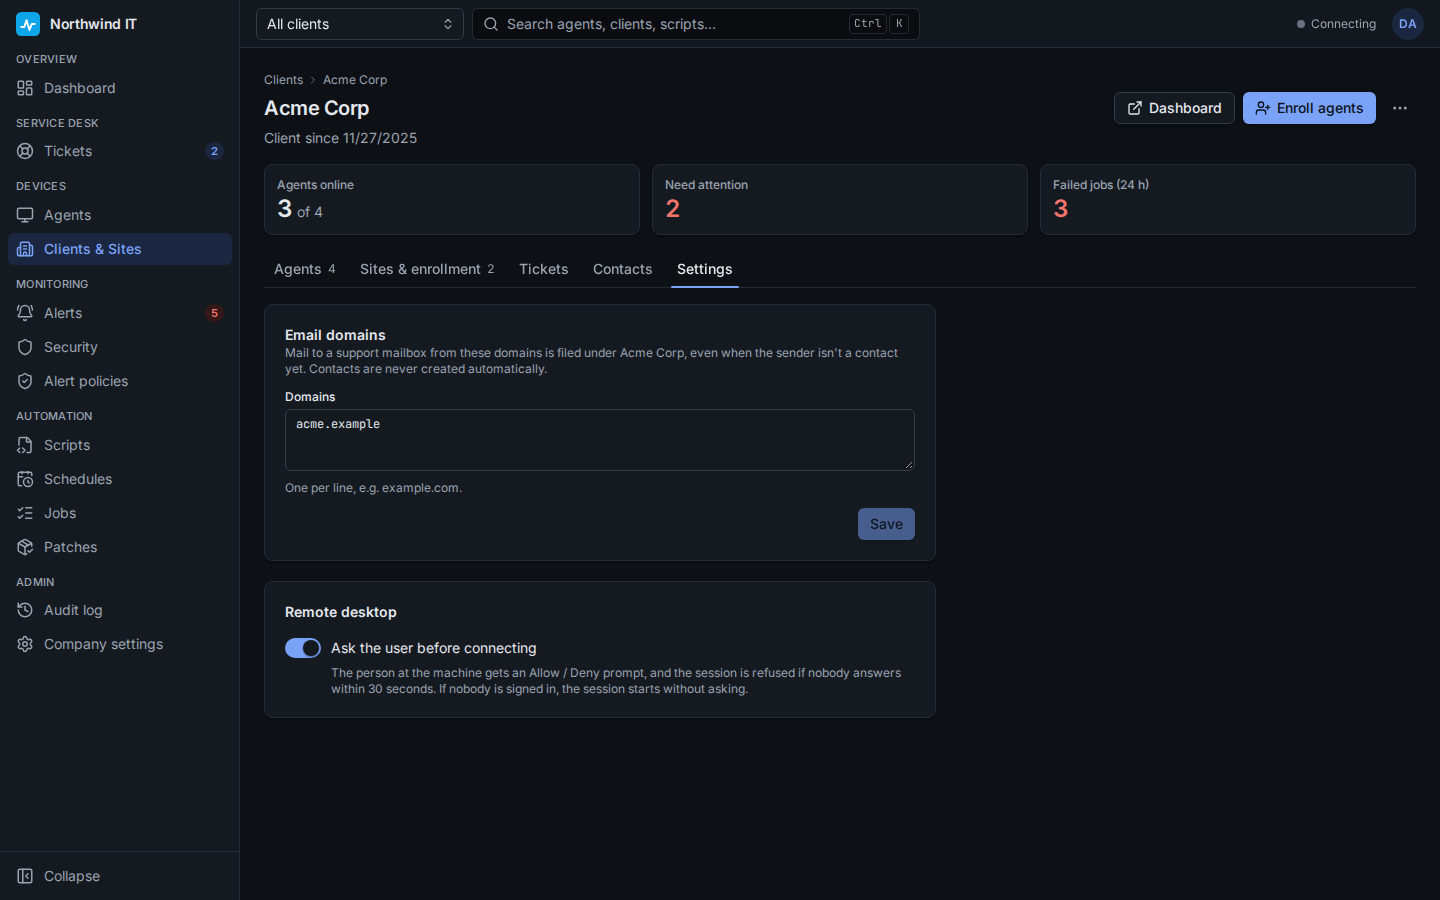 Northwind IT
All clients
Search agents, clients, scripts...
Ctrl K
Connecting
DA
OVERVIEW
Dashboard
SERVICE DESK
Tickets 2
DEVICES
Agents
Clients & Sites
MONITORING
Alerts 5
Security
Alert policies
AUTOMATION
Scripts
Schedules
Jobs
Patches
ADMIN
Audit log
Company settings
Collapse
Clients > Acme Corp
Acme Corp
Client since 11/27/2025
Dashboard
Enroll agents
Agents online
3 of 4
Need attention
2
Failed jobs (24 h)
3
Agents 4
Sites & enrollment 2
Tickets
Contacts
Settings
Email domains
Mail to a support mailbox from these domains is filed under Acme Corp, even when the sender isn't a contact
yet. Contacts are never created automatically.
Domains
acme.example
One per line, e.g. example.com.
Save
Remote desktop
Ask the user before connecting
The person at the machine gets an Allow / Deny prompt, and the session is refused if nobody answers
within 30 seconds. If nobody is signed in, the session starts without asking.